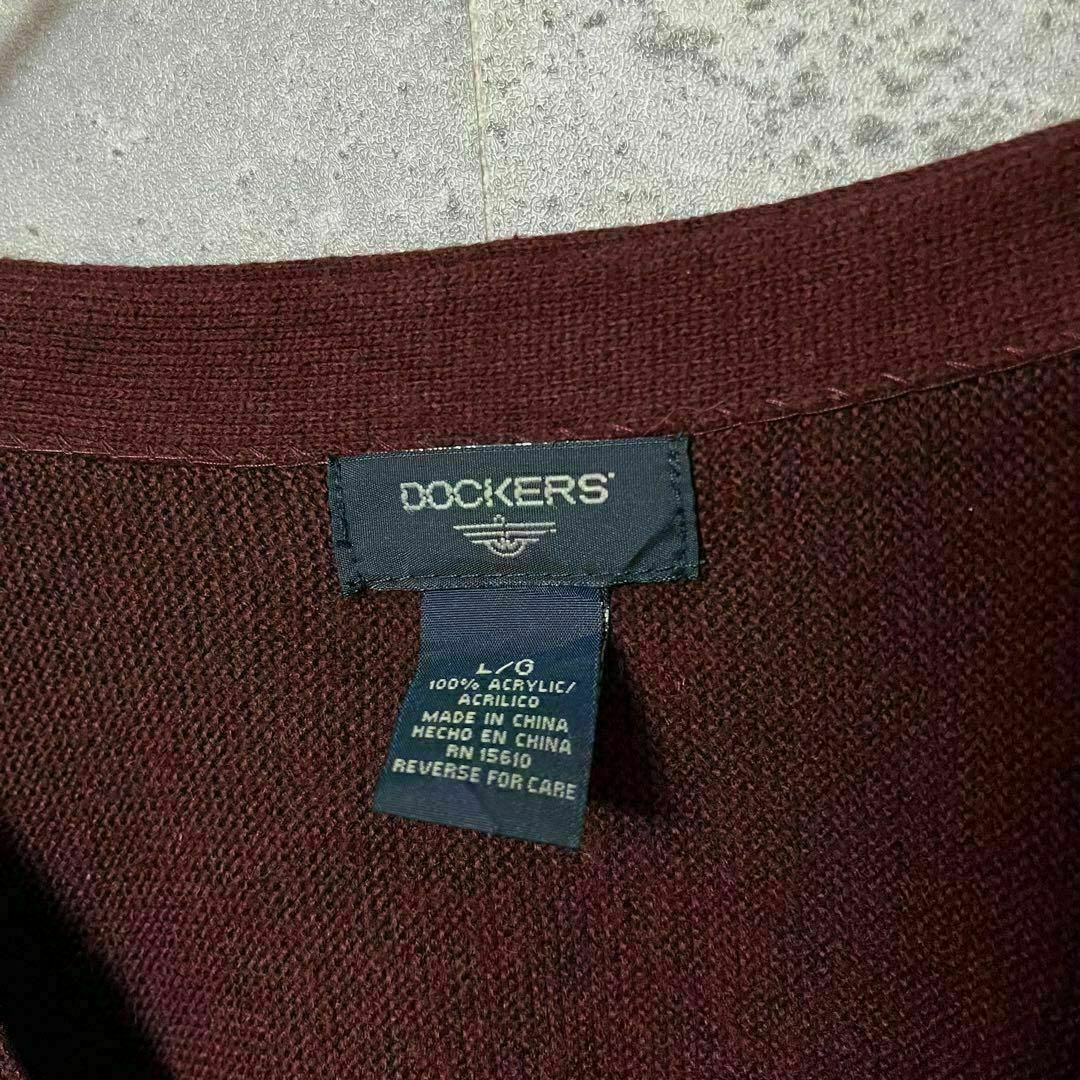 DOCKERS
L/G
100% ACRYLIC/
ACRILICO
MADE IN CHINA
HECHO EN CHINA
RN 15610
REVERSE FOR CARE